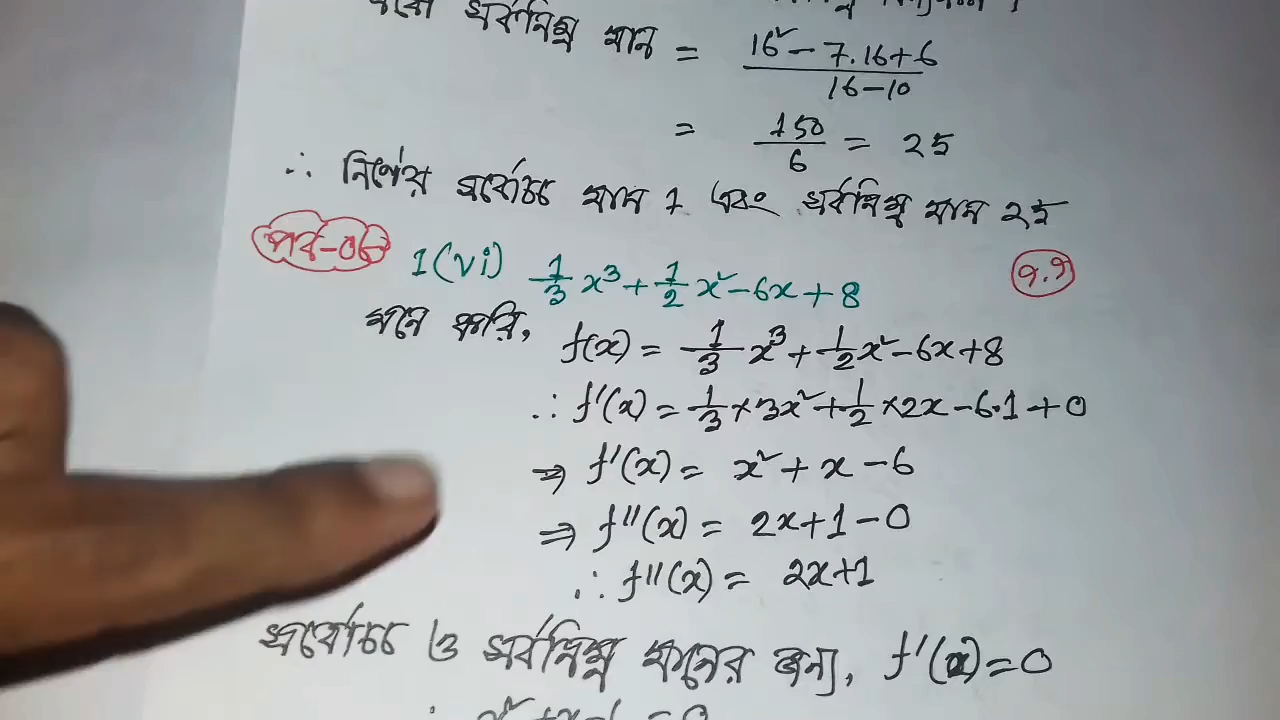 সর্বনিম্ন মান = 16² - 7.16+6 / 16-10
= 150/6 = 25
∴ নির্ণেয় সর্বোচ্চ মান 1 এবং সর্বনিম্ন মান 25
পর্ব-06 1(vi) 1/3 x³ + 1/2 x² - 6x + 8 9.9
মনে করি, f(x) = 1/3 x³ + 1/2 x² - 6x + 8
∴ f'(x) = 1/3 × 3x² + 1/2 × 2x - 6.1 + 0
⇒ f'(x) = x² + x - 6
⇒ f''(x) = 2x+1-0
∴ f''(x) = 2x+1
সর্বোচ্চ ও সর্বনিম্ন মানের জন্য, f'(x) = 0